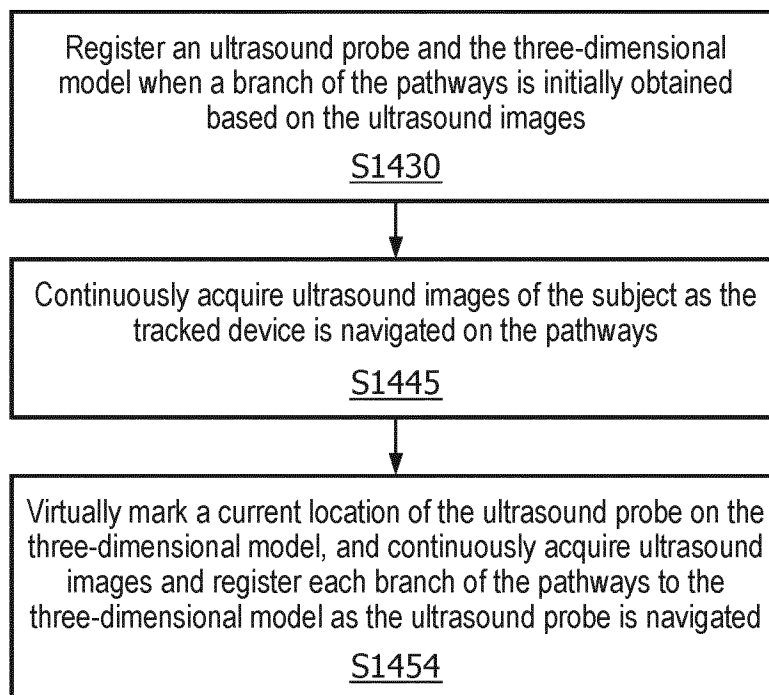 Register an ultrasound probe and the three-dimensional
model when a branch of the pathways is initially obtained
based on the ultrasound images
S1430
Continuously acquire ultrasound images of the subject as the
tracked device is navigated on the pathways
S1445
Virtually mark a current location of the ultrasound probe on the
three-dimensional model, and continuously acquire ultrasound
images and register each branch of the pathways to the
three-dimensional model as the ultrasound probe is navigated
S1454